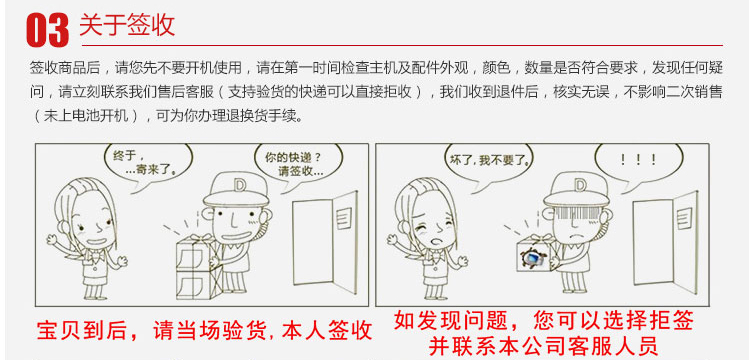 03 关于签收
签收商品后，请您先不要开机使用，请在第一时间检查主机及配件外观，颜色，数量是否符合要求，发现任何疑
问，请立刻联系我们售后客服（支持验货的快递可以直接拒收），我们收到退件后，核实无误，不影响二次销售
（未上电池开机），可为你办理退换货手续。
终于，
...寄来了。
你的快递？
请签收...
D
坏了，我不要了。
！！！
D
宝贝到后，请当场验货,本人签收
如发现问题，您可以选择拒签
并联系本公司客服人员